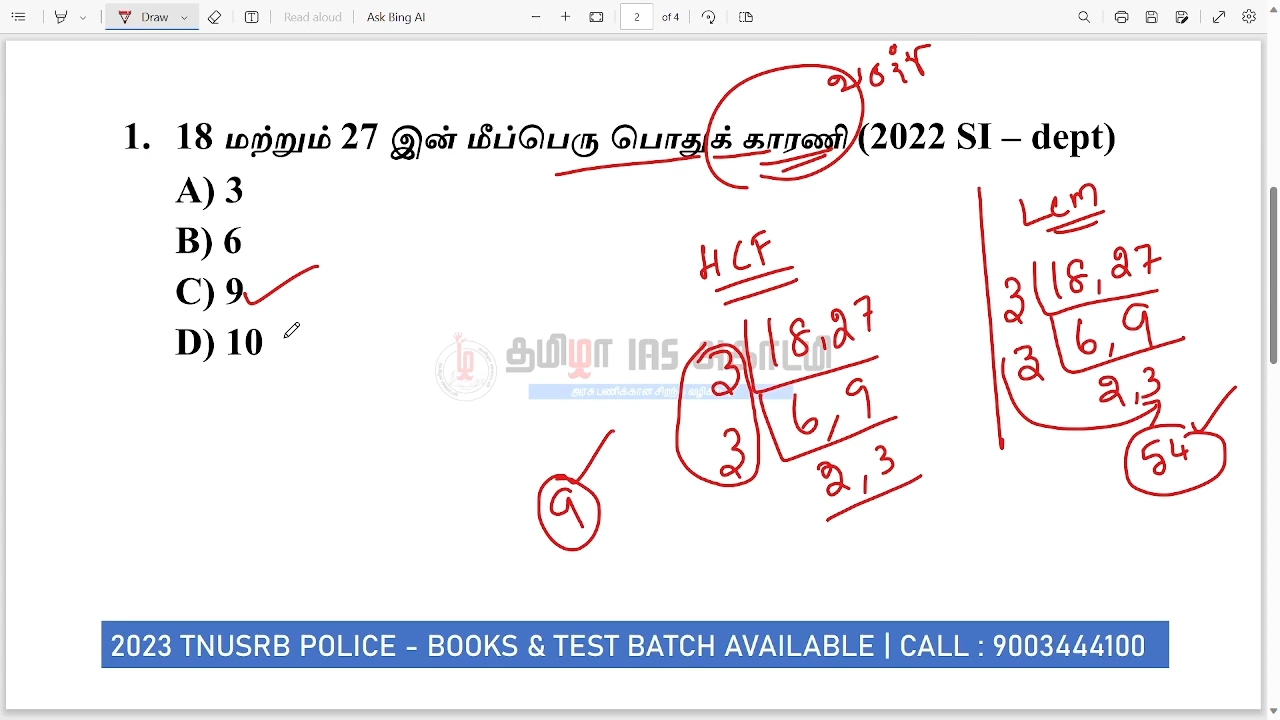 Draw
Read aloud
Ask Bing AI
2 of 4
1. 18 மற்றும் 27 இன் மீப்பெரு பொதுக் காரணி (2022 SI – dept)
A) 3
B) 6
C) 9
D) 10
HCF
3 18, 27
3 6, 9
2, 3
9
LCM
3 18, 27
3 6, 9
2, 3
54
தமிழா IAS அகாடமி
2023 TNUSRB POLICE - BOOKS & TEST BATCH AVAILABLE | CALL : 9003444100